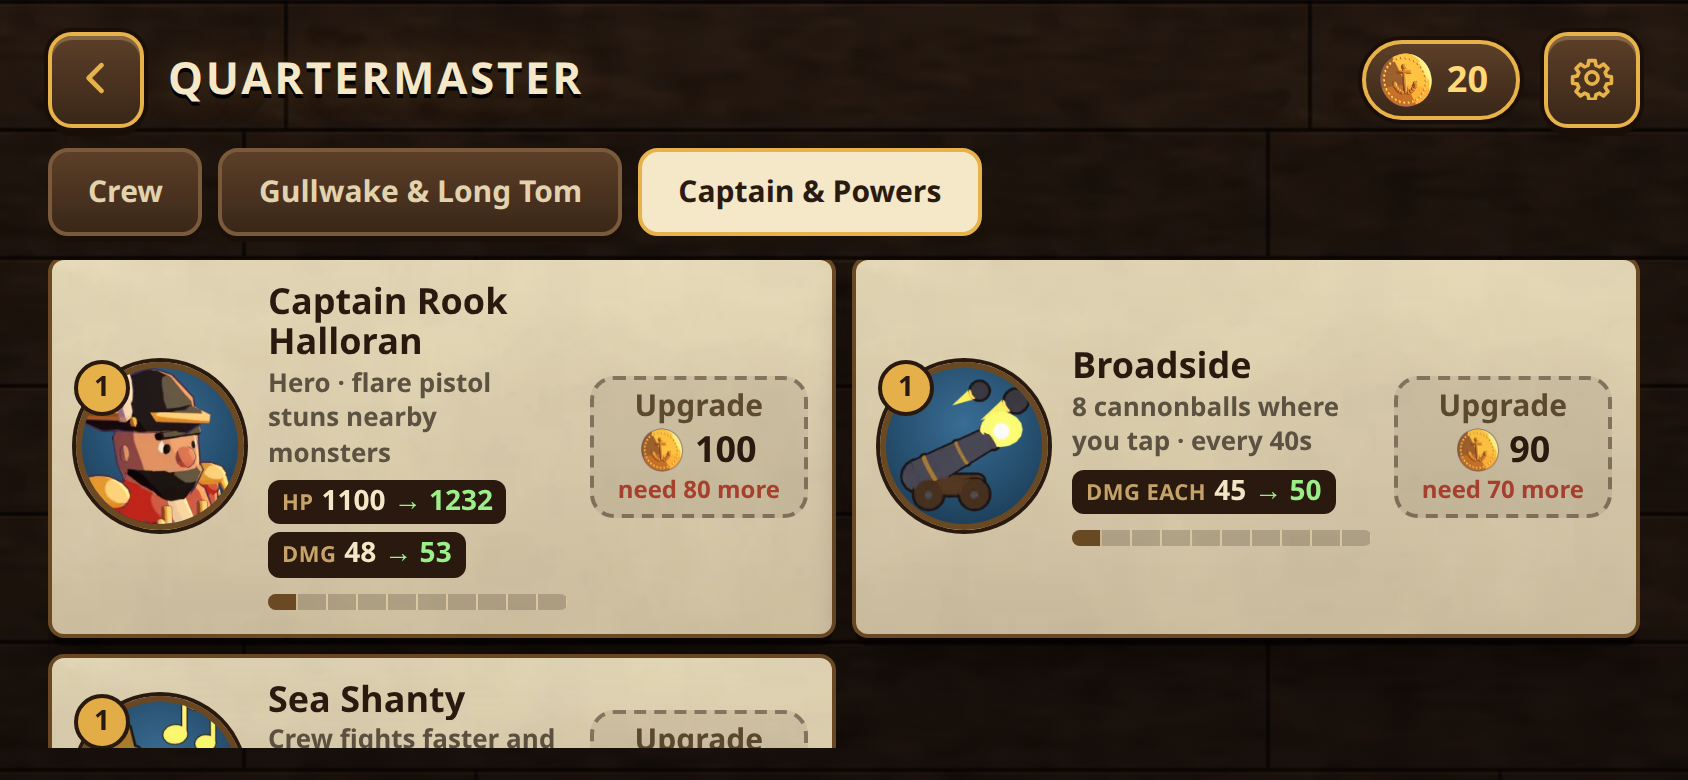 QUARTERMASTER
20
Crew
Gullwake & Long Tom
Captain & Powers
1
Captain Rook
Halloran
Hero · flare pistol
stuns nearby
monsters
HP 1100 → 1232
DMG 48 → 53
Upgrade
100
need 80 more
1
Broadside
8 cannonballs where
you tap · every 40s
DMG EACH 45 → 50
Upgrade
90
need 70 more
1
Sea Shanty
Crew fights faster and
Upgrade